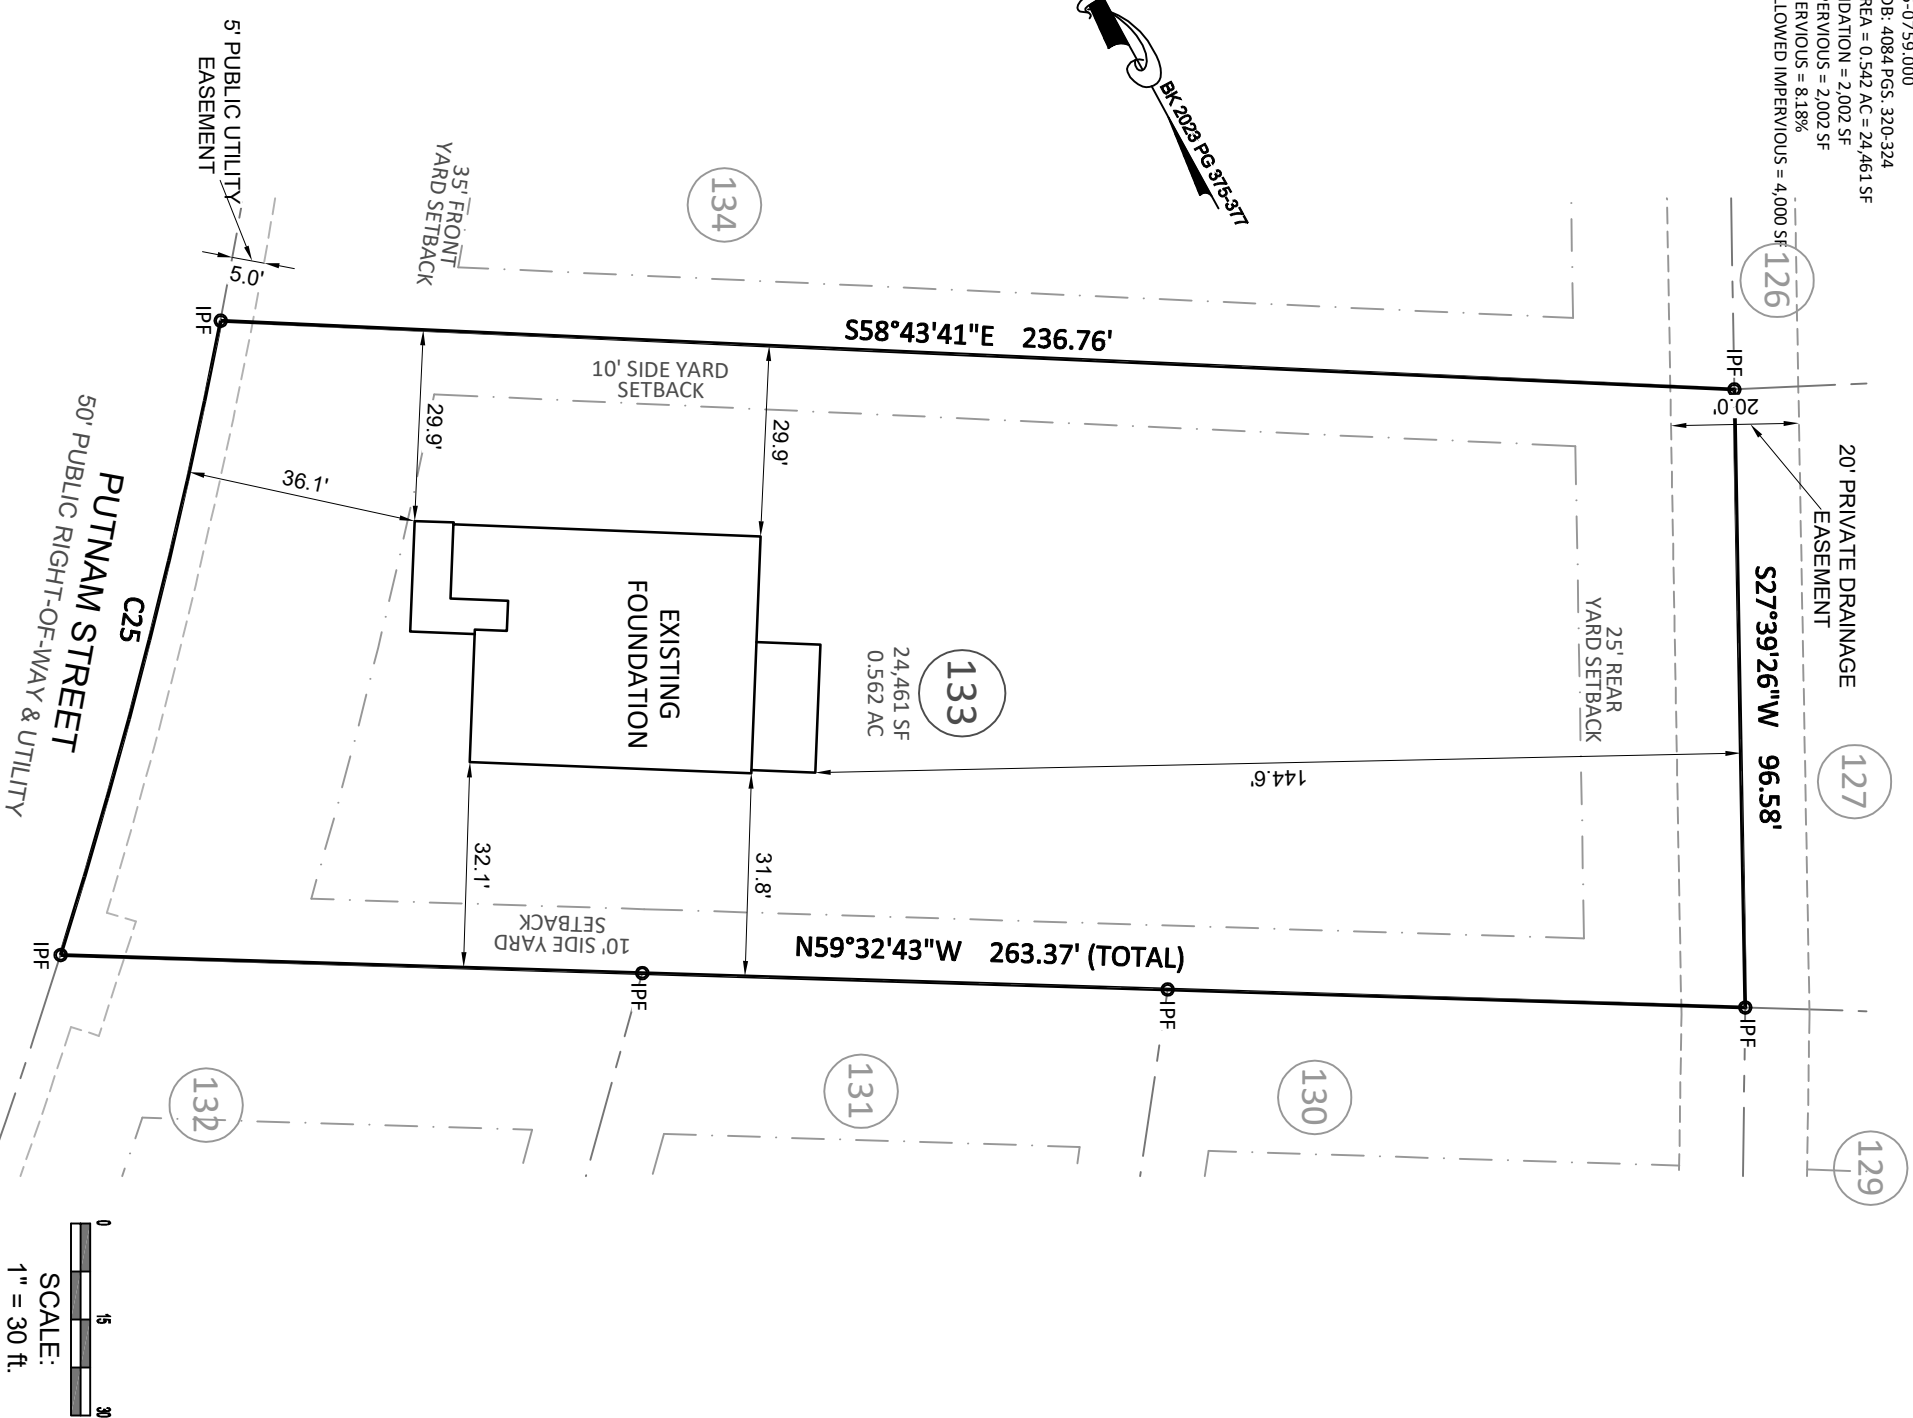 -0759.000
OB: 4084 PGS. 320-324
REA = 0.542 AC = 24,461 SF
NDATION = 2,002 SF
PERVIOUS = 2,002 SF
ERVIOUS = 8.18%
LLOWED IMPERVIOUS = 4,000 SF
BK 2023 PG 375-377
126
127
129
130
131
132
134
20' PRIVATE DRAINAGE
EASEMENT
20.0'
S27°39'26"W 96.58'
IPF
IPF
IPF
IPF
IPF
IPF
25' REAR
YARD SETBACK
144.6'
S58°43'41"E 236.76'
10' SIDE YARD
SETBACK
133
24,461 SF
0.562 AC
29.9'
29.9'
EXISTING
FOUNDATION
31.8'
32.1'
N59°32'43"W 263.37' (TOTAL)
10' SIDE YARD
SETBACK
35' FRONT
YARD SETBACK
36.1'
5' PUBLIC UTILITY
EASEMENT
5.0'
C25
PUTNAM STREET
50' PUBLIC RIGHT-OF-WAY & UTILITY
0 15 30
SCALE:
1" = 30 ft.